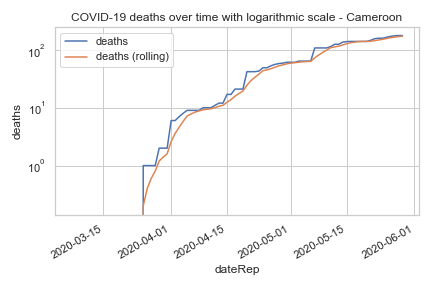 COVID-19 deaths over time with logarithmic scale - Cameroon
deaths
deaths (rolling)
10²
10¹
10⁰
deaths
2020-03-15
2020-04-01
2020-04-15
2020-05-01
2020-05-15
2020-06-01
dateRep